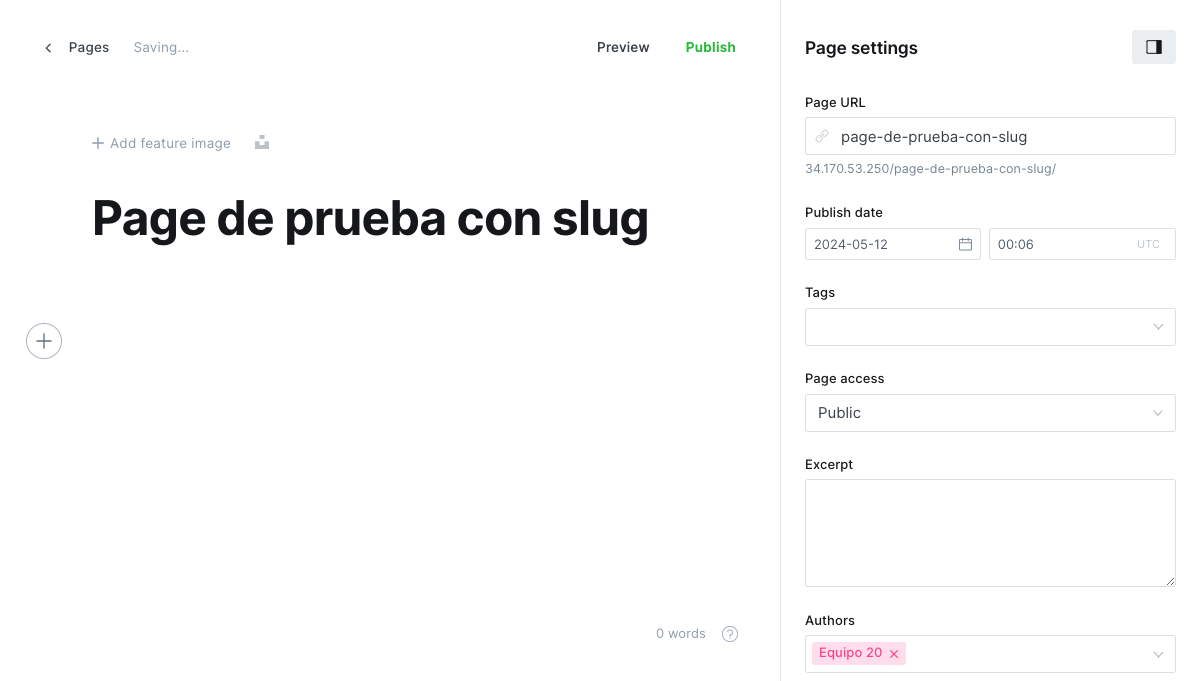 Pages Saving... Preview Publish
Add feature image
Page de prueba con slug
0 words
Page settings
Page URL
page-de-prueba-con-slug
34.170.53.250/page-de-prueba-con-slug/
Publish date
2024-05-12 00:06 UTC
Tags
Page access
Public
Excerpt
Authors
Equipo 20